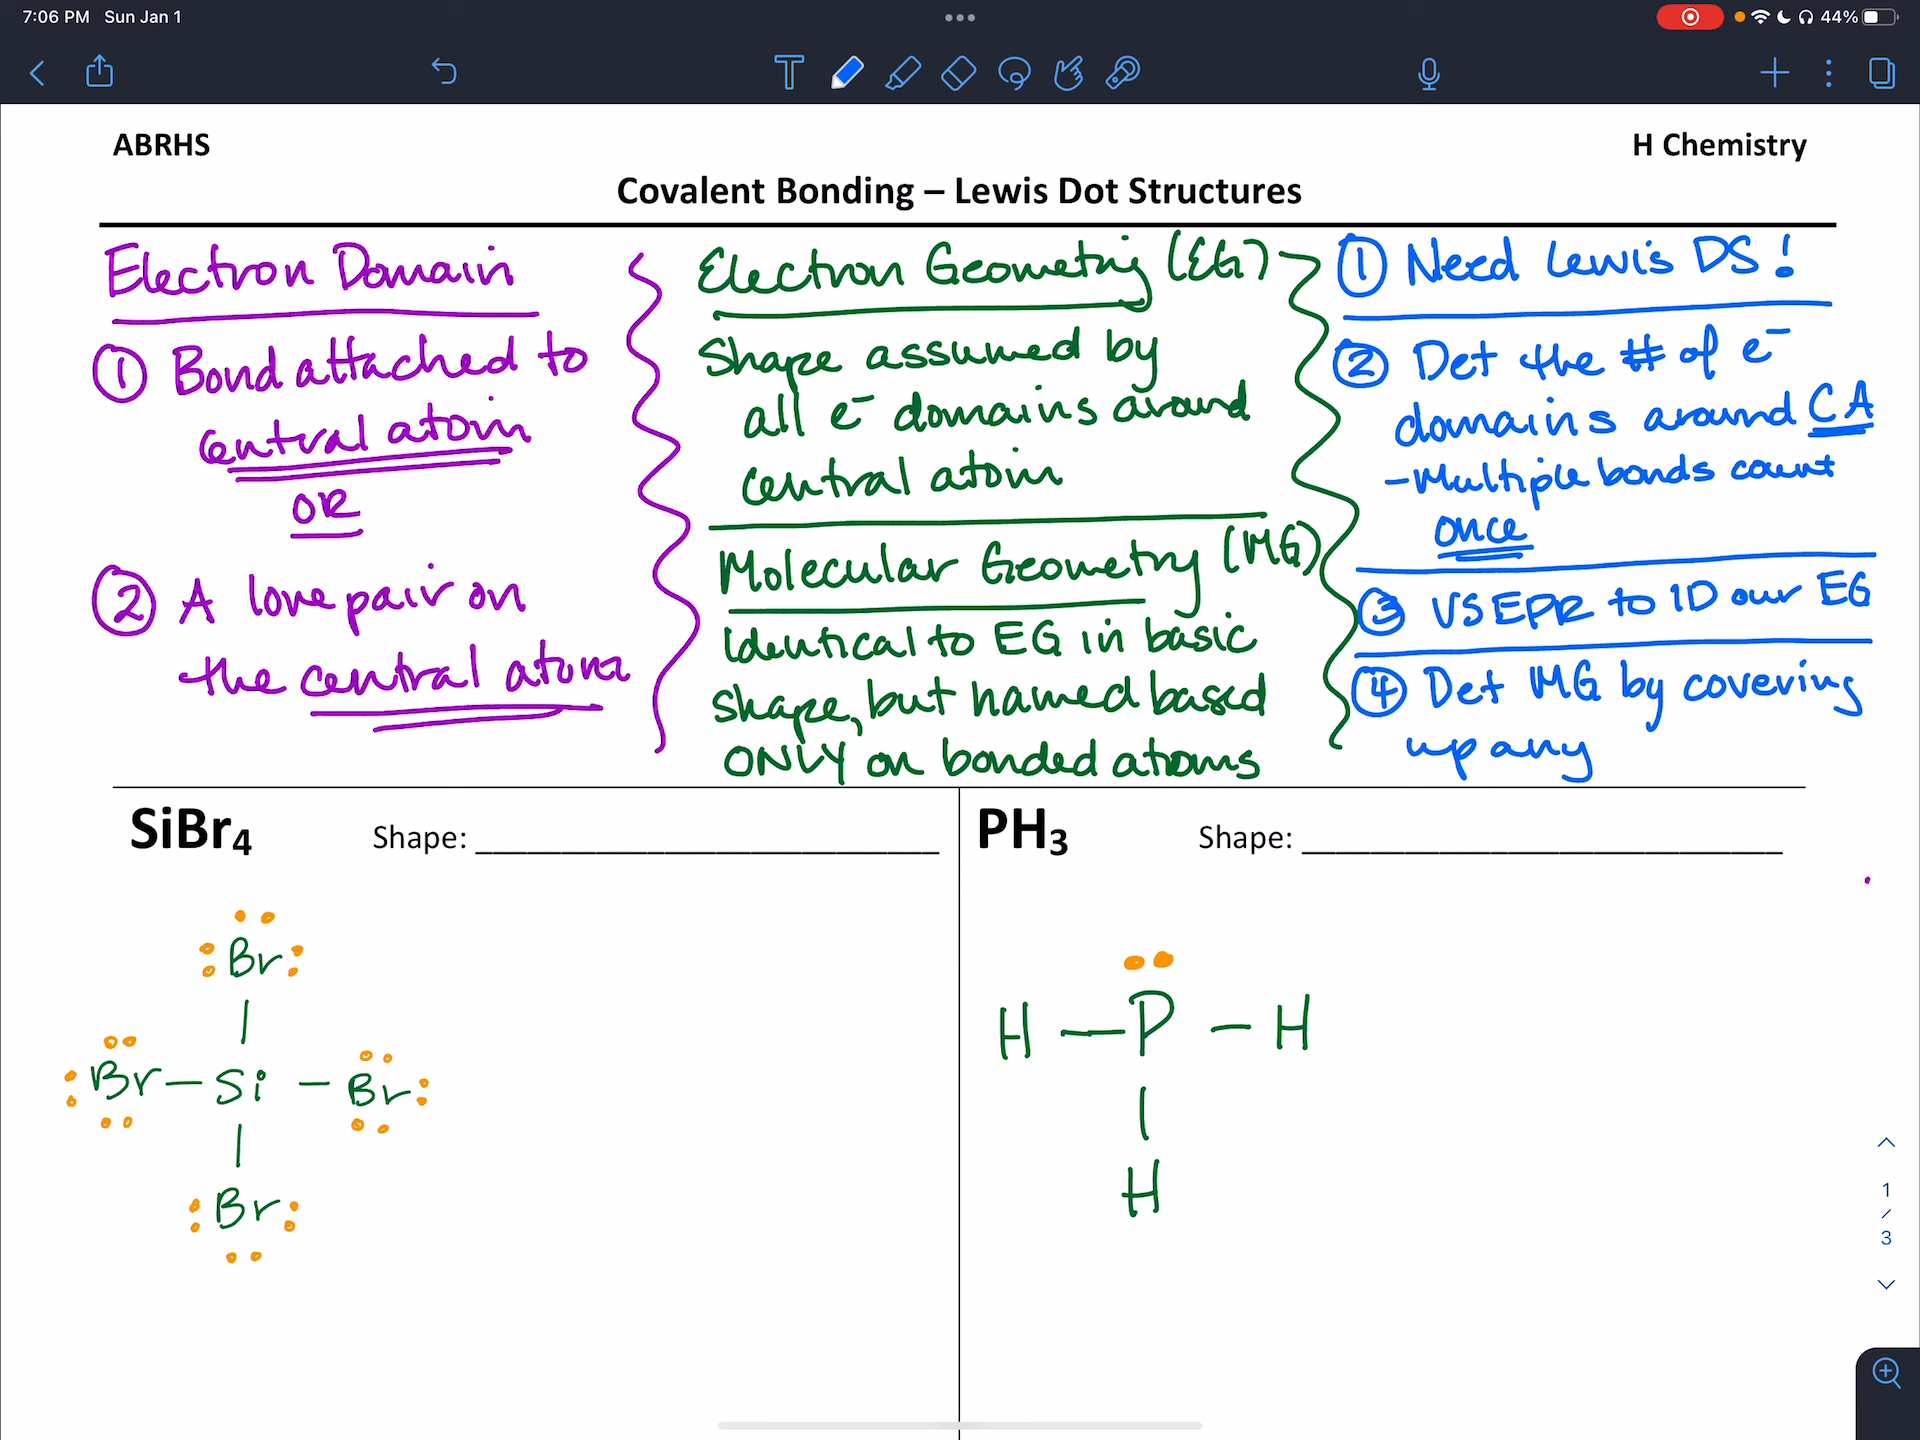 7:06 PM Sun Jan 1
44%
ABRHS
H Chemistry
Covalent Bonding – Lewis Dot Structures
Electron Domain
① Bond attached to
central atom
OR
② A lone pair on
the central atom
Electron Geometry (EG)
Shape assumed by
all e⁻ domains around
central atom
Molecular Geometry (MG)
Identical to EG in basic
shape, but named based
ONLY on bonded atoms
① Need Lewis DS!
② Det the # of e⁻
domains around CA
– Multiple bonds count
once
③ VSEPR to ID our EG
④ Det MG by covering
up any
SiBr₄ Shape: ____________________
Br
Br – Si – Br
Br
PH₃ Shape: ____________________
H – P – H
H
1
/
3